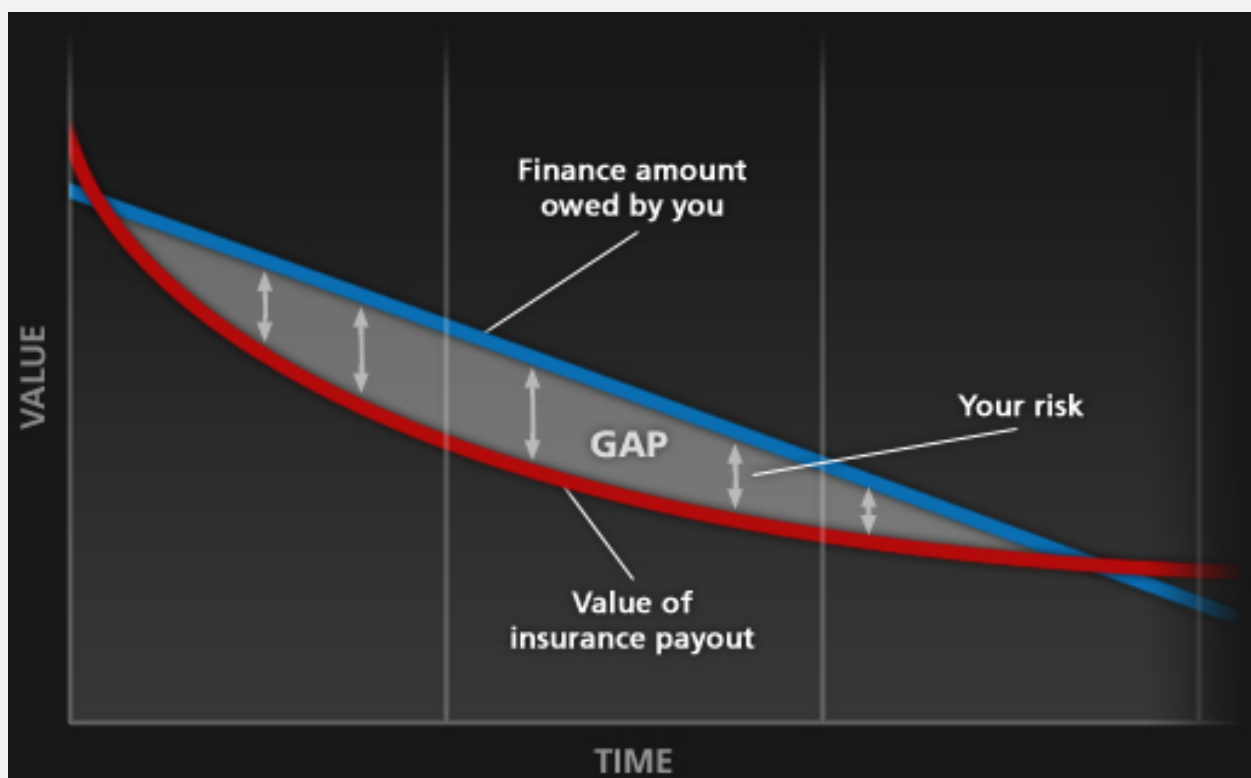 Finance amount
owed by you
VALUE
Your risk
GAP
Value of
insurance payout
TIME